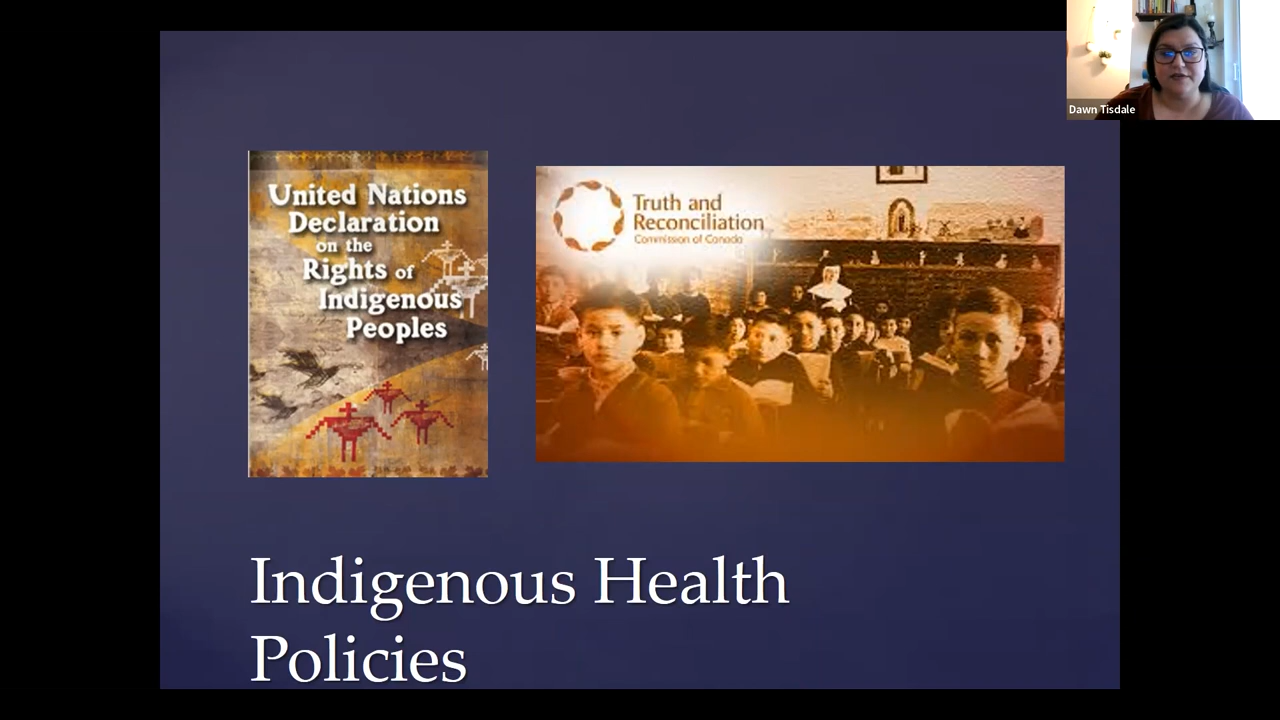 United Nations
Declaration
on the
Rights of
Indigenous
Peoples
Truth and
Reconciliation
Commission of Canada
Dawn Tisdale
Indigenous Health
Policies